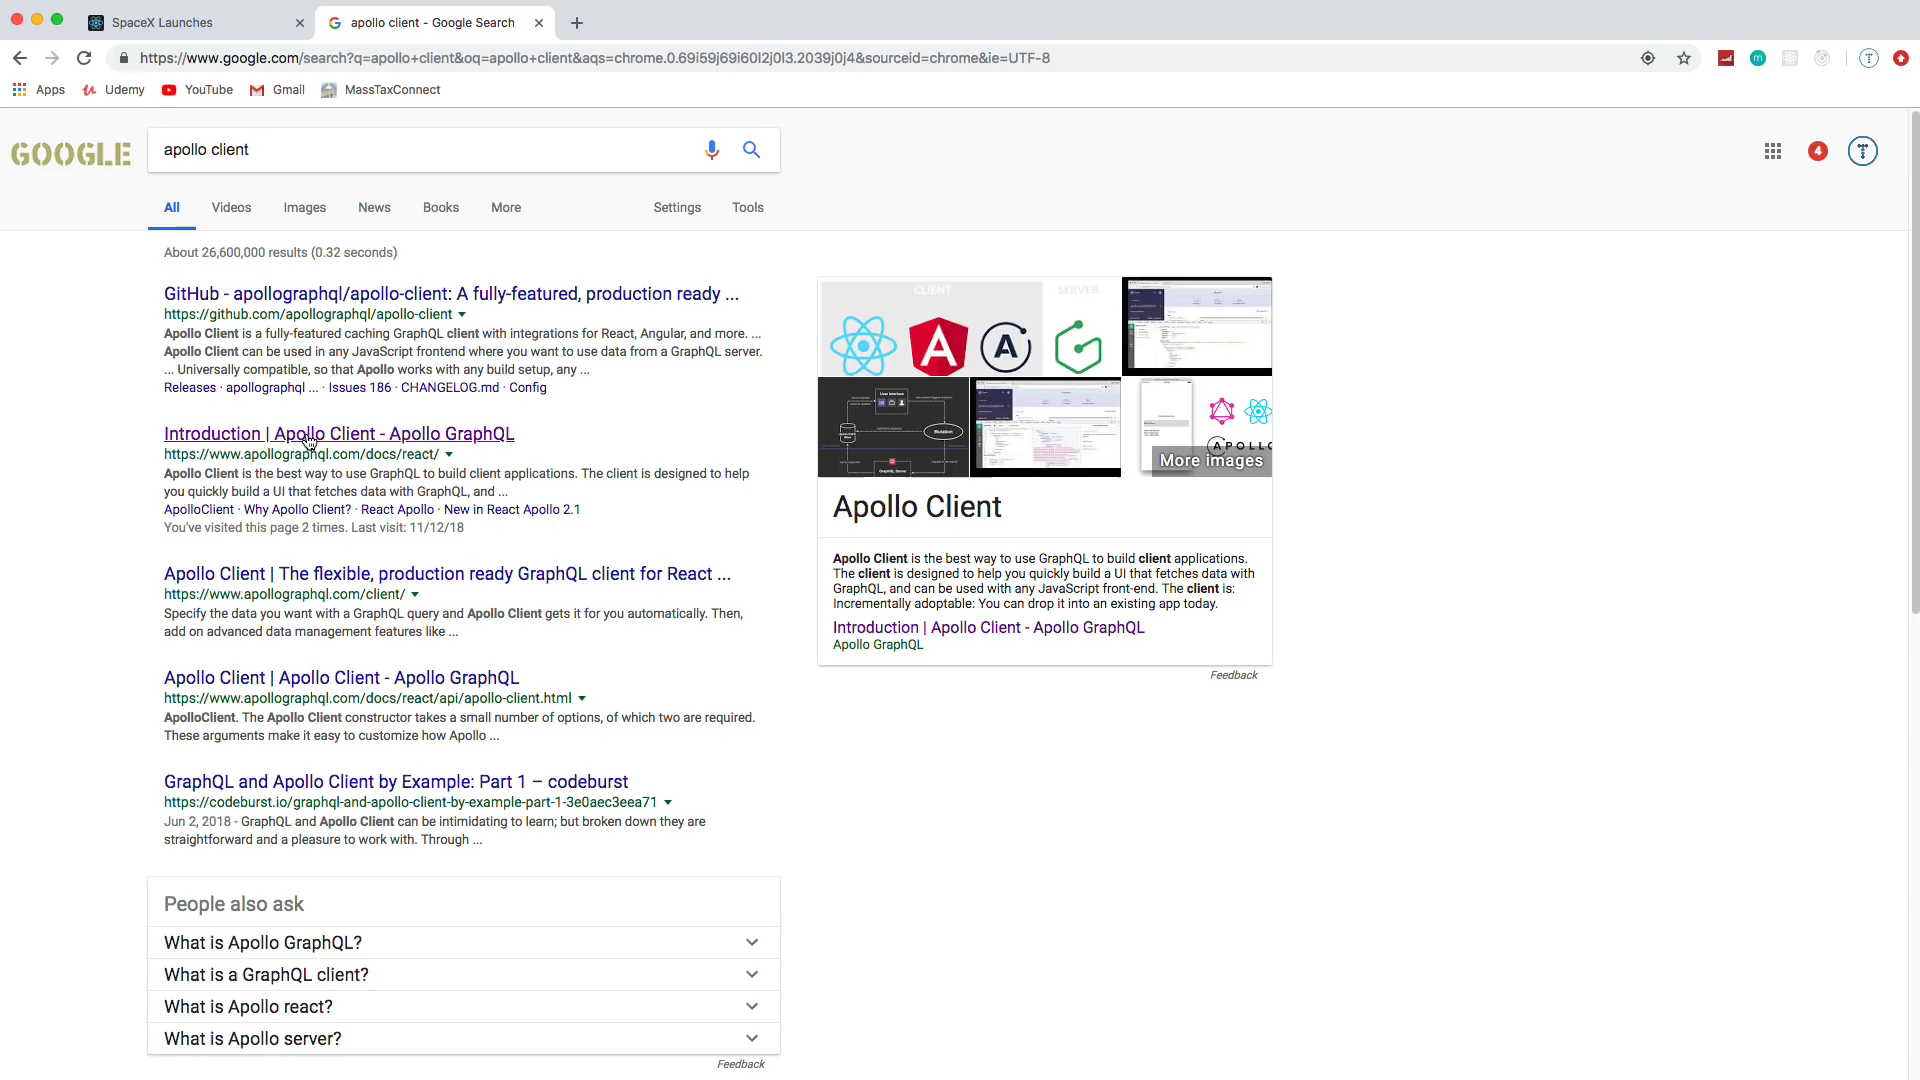 SpaceX Launches
apollo client - Google Search
https://www.google.com/search?q=apollo+client&oq=apollo+client&aqs=chrome.0.69i59j69i60l2j0l3.2039j0j4&sourceid=chrome&ie=UTF-8
Apps
Udemy
YouTube
Gmail
MassTaxConnect
GOOGLE
apollo client
4
All
Videos
Images
News
Books
More
Settings
Tools
About 26,600,000 results (0.32 seconds)
GitHub - apollographql/apollo-client: A fully-featured, production ready ...
https://github.com/apollographql/apollo-client
Apollo Client is a fully-featured caching GraphQL client with integrations for React, Angular, and more. ...
Apollo Client can be used in any JavaScript frontend where you want to use data from a GraphQL server.
... Universally compatible, so that Apollo works with any build setup, any ...
Releases · apollographql ... · Issues 186 · CHANGELOG.md · Config
Introduction | Apollo Client - Apollo GraphQL
https://www.apollographql.com/docs/react/
Apollo Client is the best way to use GraphQL to build client applications. The client is designed to help
you quickly build a UI that fetches data with GraphQL, and ...
ApolloClient · Why Apollo Client? · React Apollo · New in React Apollo 2.1
You've visited this page 2 times. Last visit: 11/12/18
Apollo Client | The flexible, production ready GraphQL client for React ...
https://www.apollographql.com/client/
Specify the data you want with a GraphQL query and Apollo Client gets it for you automatically. Then,
add on advanced data management features like ...
Apollo Client | Apollo Client - Apollo GraphQL
https://www.apollographql.com/docs/react/api/apollo-client.html
ApolloClient. The Apollo Client constructor takes a small number of options, of which two are required.
These arguments make it easy to customize how Apollo ...
GraphQL and Apollo Client by Example: Part 1 – codeburst
https://codeburst.io/graphql-and-apollo-client-by-example-part-1-3e0aec3eea71
Jun 2, 2018 - GraphQL and Apollo Client can be intimidating to learn; but broken down they are
straightforward and a pleasure to work with. Through ...
People also ask
What is Apollo GraphQL?
What is a GraphQL client?
What is Apollo react?
What is Apollo server?
Feedback
CLIENT
SERVER
User Interface
Mutation
GraphQL Server
APOLLO
More images
Apollo Client
Apollo Client is the best way to use GraphQL to build client applications.
The client is designed to help you quickly build a UI that fetches data with
GraphQL, and can be used with any JavaScript front-end. The client is:
Incrementally adoptable: You can drop it into an existing app today.
Introduction | Apollo Client - Apollo GraphQL
Apollo GraphQL
Feedback